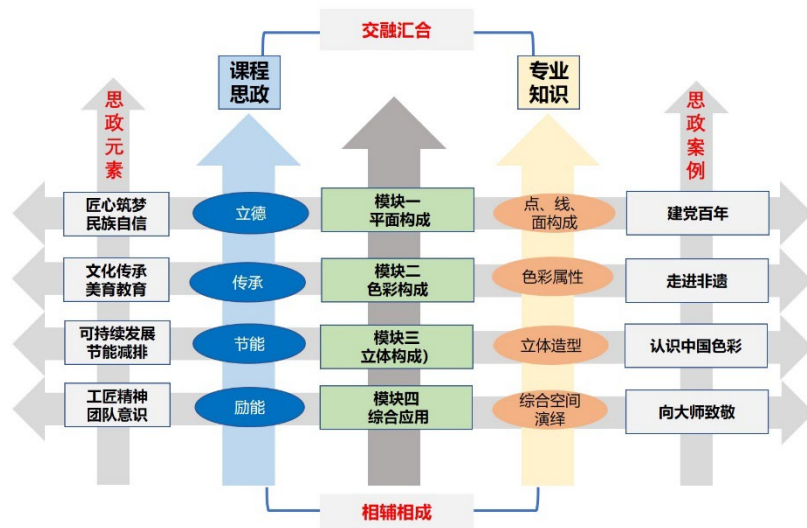 交融汇合
课程
思政
专业
知识
思政元素
思政案例
匠心筑梦
民族自信
立德
模块一
平面构成
点、线、
面构成
建党百年
文化传承
美育教育
传承
模块二
色彩构成
色彩属性
走进非遗
可持续发展
节能减排
节能
模块三
立体构成）
立体造型
认识中国色彩
工匠精神
团队意识
励能
模块四
综合应用
综合空间
演绎
向大师致敬
相辅相成